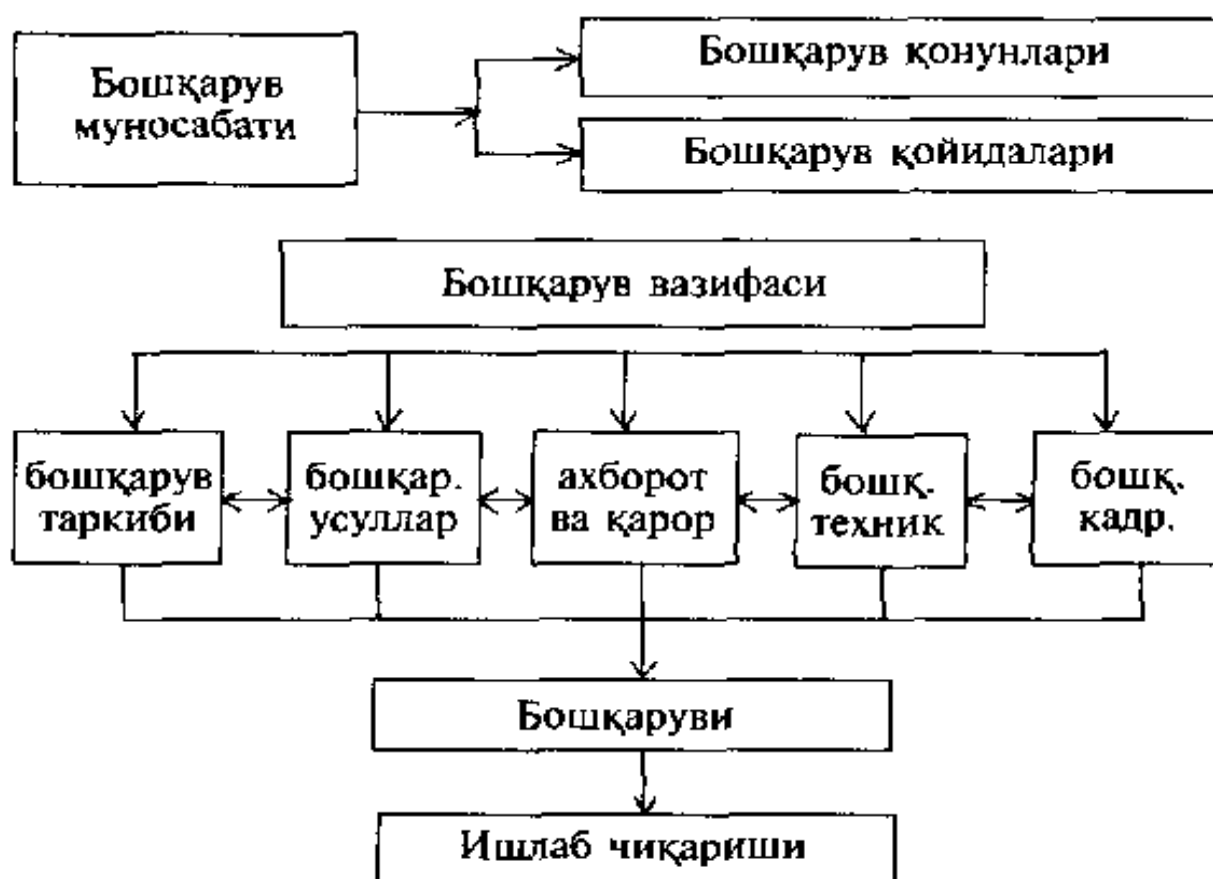 Бошқарув
муносабати
Бошқарув қонунлари
Бошқарув қойидалари
Бошқарув вазифаси
бошқарув
таркиби
бошқар.
усуллар
ахборот
ва қарор
бошқ.
техник
бошқ.
кадр.
Бошқаруви
Ишлаб чиқариши